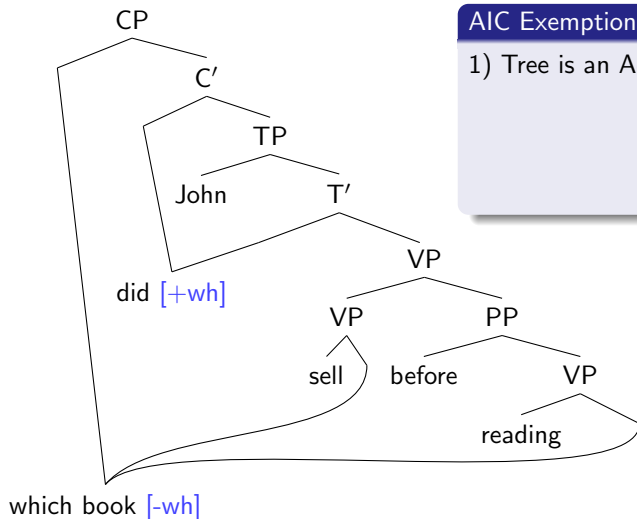 CP
AIC Exemption
1) Tree is an A
C′
TP
John T′
did [+wh] VP
VP PP
sell before VP
reading
which book [-wh]